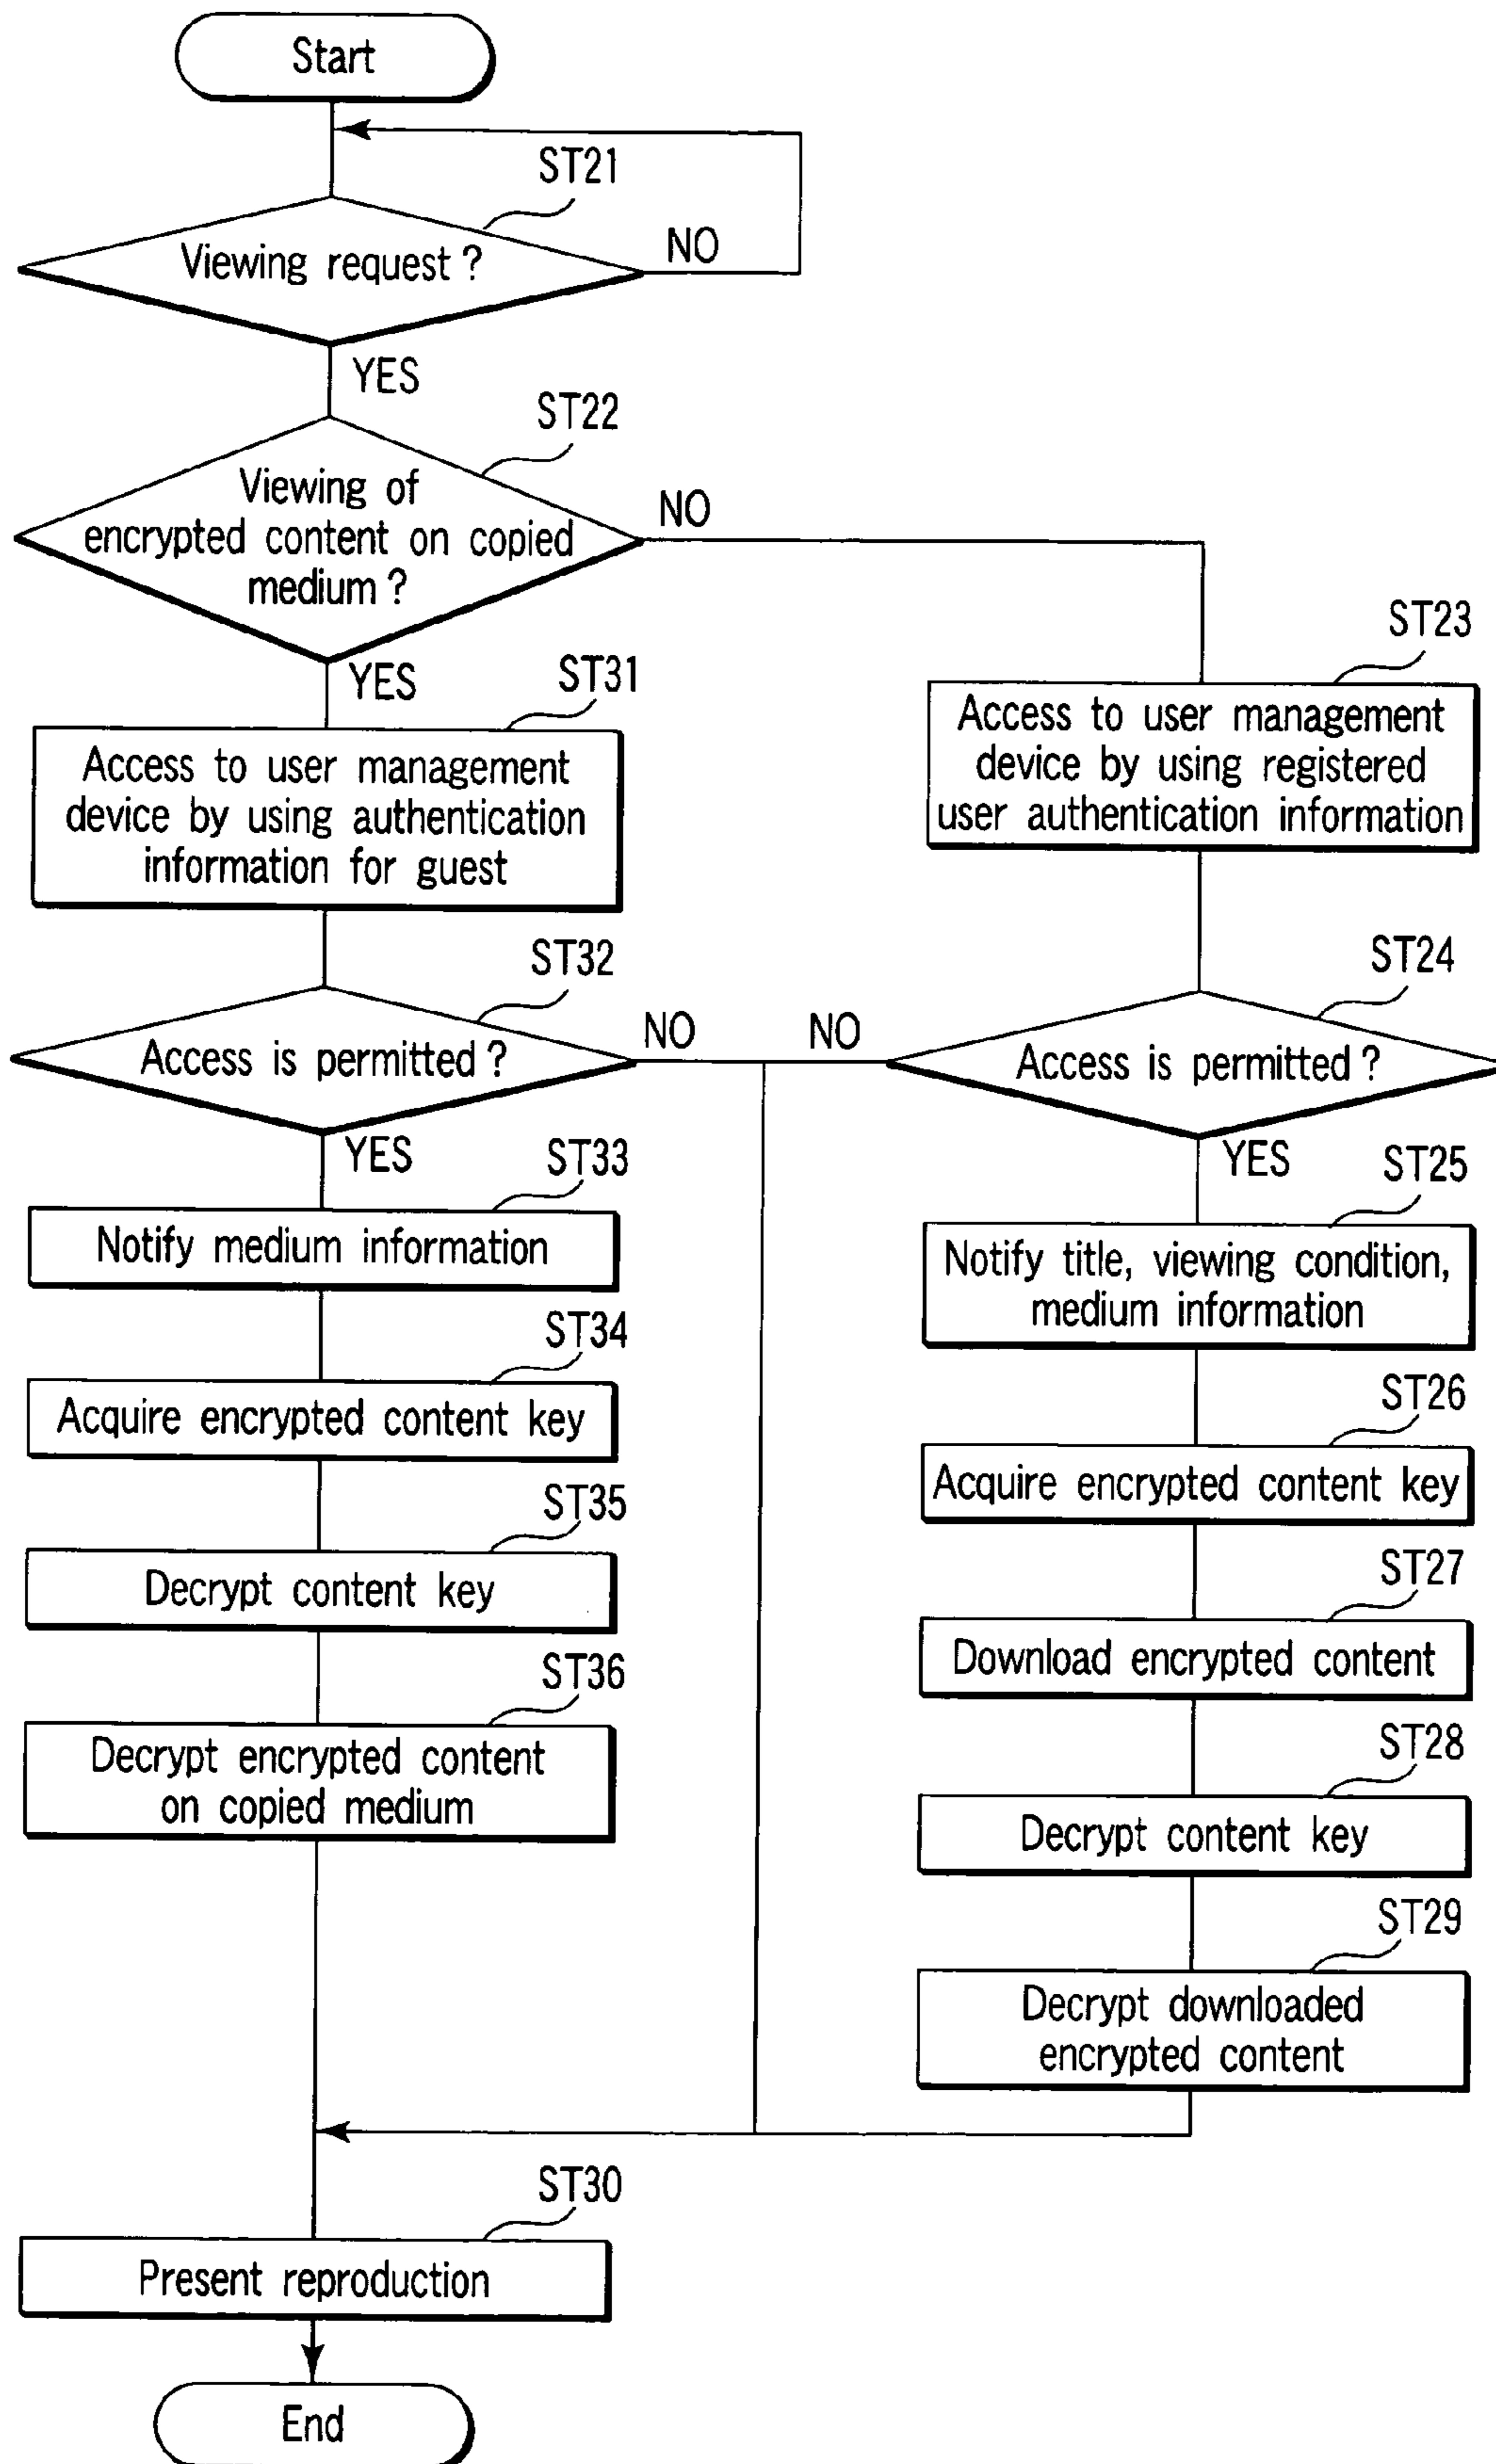 Start
ST21
Viewing request ?
NO
YES
ST22
Viewing of
encrypted content on copied
medium ?
NO
YES
ST31
Access to user management
device by using authentication
information for guest
ST23
Access to user management
device by using registered
user authentication information
ST32
Access is permitted ?
NO
NO
ST24
Access is permitted ?
YES
YES
ST33
Notify medium information
ST25
Notify title, viewing condition,
medium information
ST34
Acquire encrypted content key
ST26
Acquire encrypted content key
ST35
Decrypt content key
ST27
Download encrypted content
ST36
Decrypt encrypted content
on copied medium
ST28
Decrypt content key
ST29
Decrypt downloaded
encrypted content
ST30
Present reproduction
End